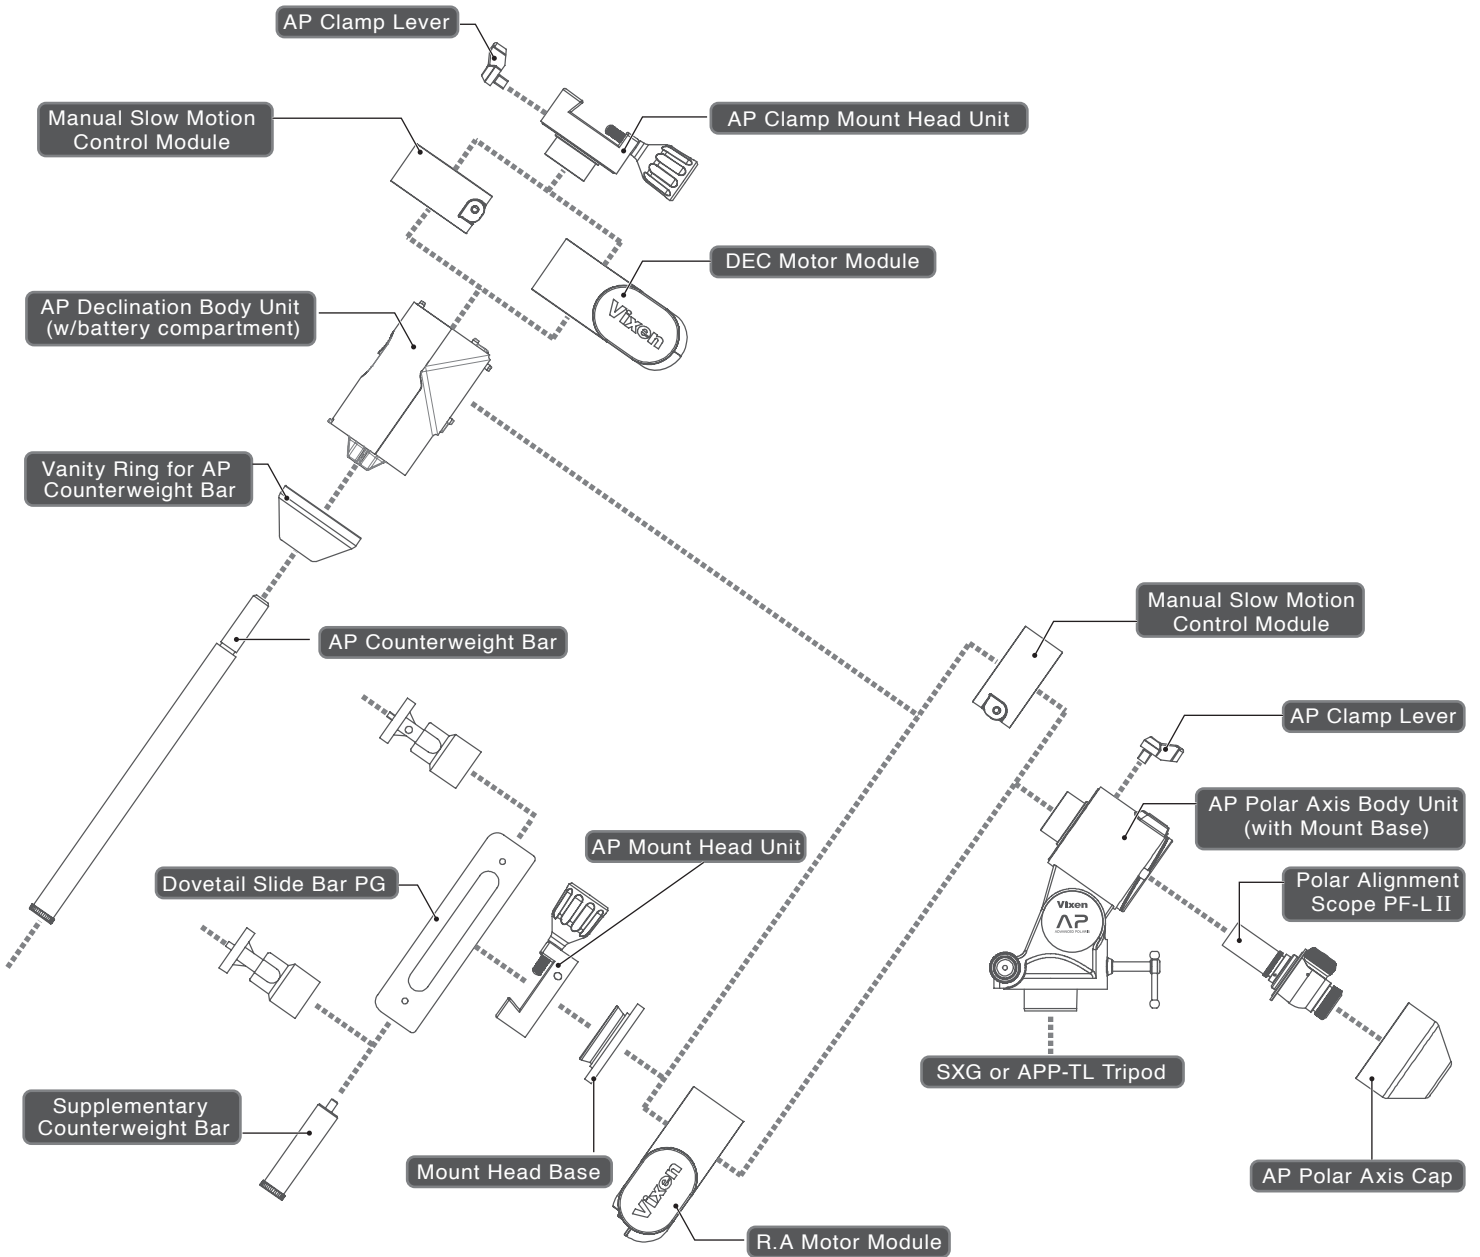 AP Clamp Lever
Manual Slow Motion
Control Module
AP Clamp Mount Head Unit
DEC Motor Module
Vixen
AP Declination Body Unit
(w/battery compartment)
Vanity Ring for AP
Counterweight Bar
AP Counterweight Bar
Manual Slow Motion
Control Module
AP Clamp Lever
AP Polar Axis Body Unit
(with Mount Base)
AP Mount Head Unit
Dovetail Slide Bar PG
Polar Alignment
Scope PF-L II
Vixen
AP
ADVANCED POLARIS
SXG or APP-TL Tripod
Supplementary
Counterweight Bar
Mount Head Base
Vixen
AP Polar Axis Cap
R.A Motor Module